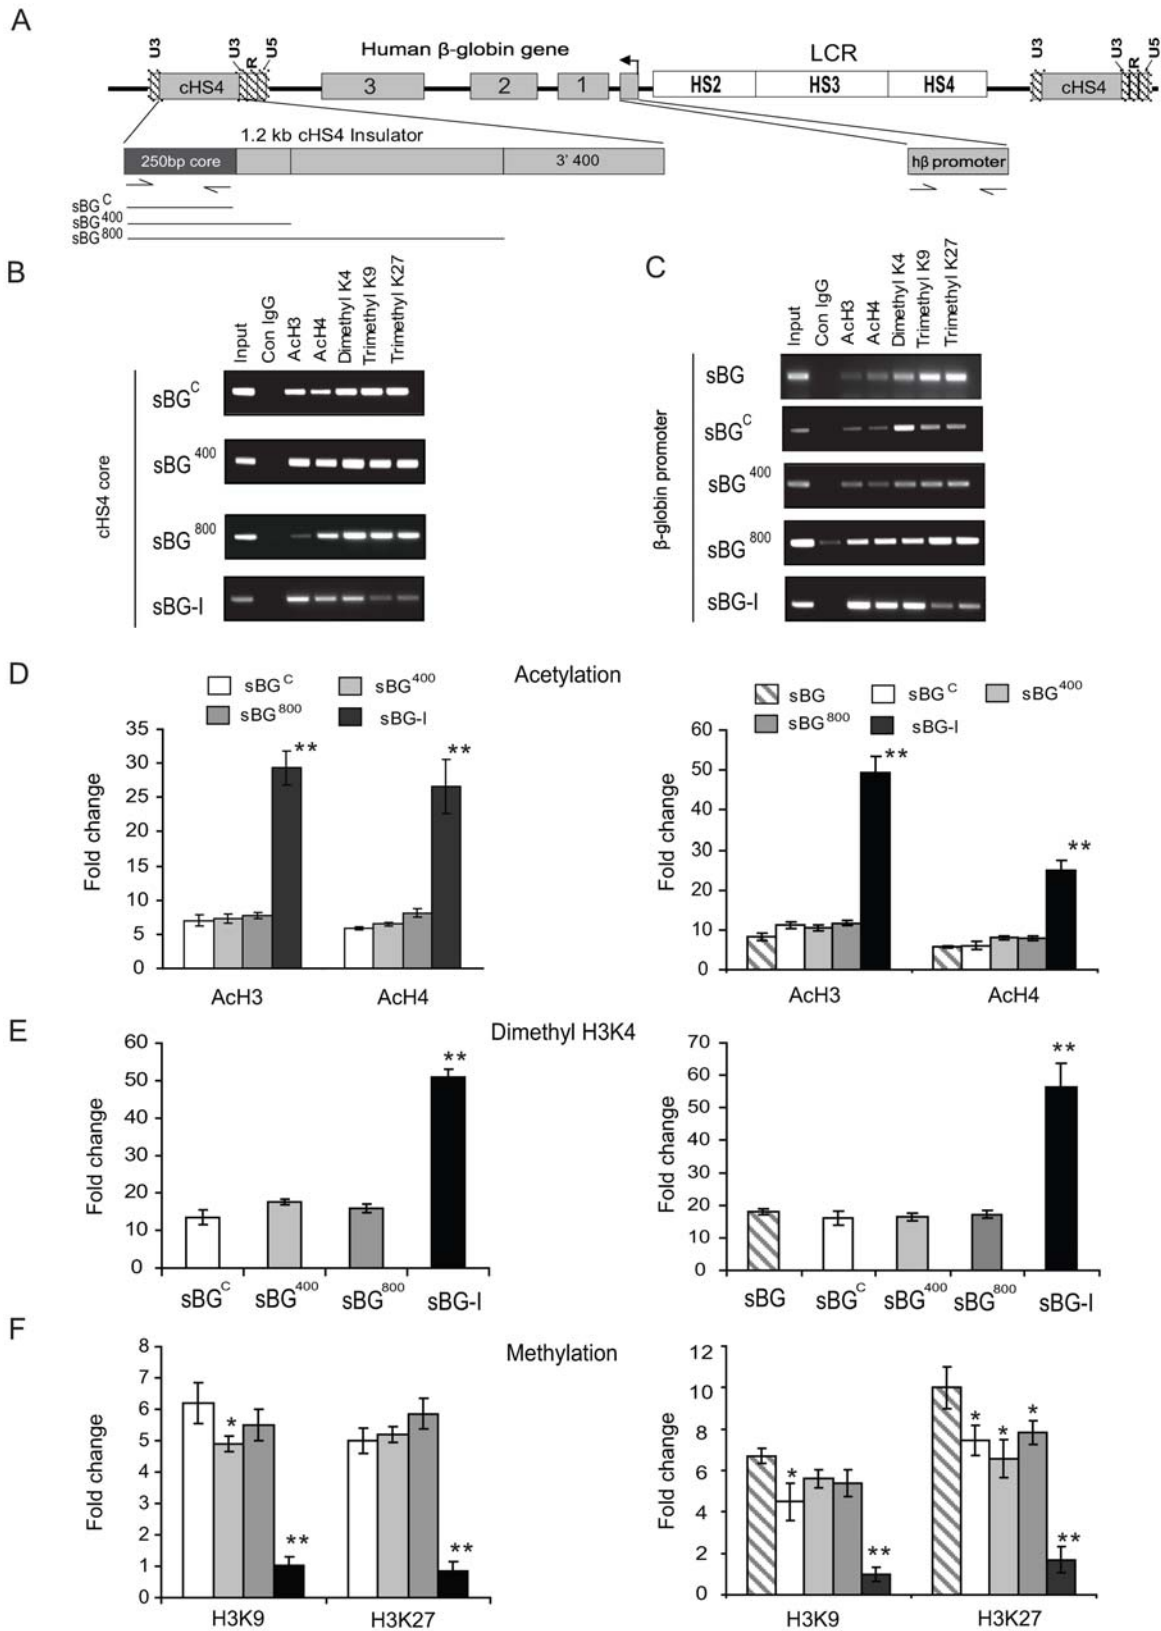 A
U3 U3 R U5 Human β-globin gene LCR U3 U3 R U5
cHS4 3 2 1 HS2 HS3 HS4 cHS4
1.2 kb cHS4 Insulator
250bp core 3' 400 hβ promoter
sBG^C
sBG^400
sBG^800
B
Input Con IgG AcH3 AcH4 Dimethyl K4 Trimethyl K9 Trimethyl K27
cHS4 core
sBG^C
sBG^400
sBG^800
sBG-I
C
Input Con IgG AcH3 AcH4 Dimethyl K4 Trimethyl K9 Trimethyl K27
β-globin promoter
sBG
sBG^C
sBG^400
sBG^800
sBG-I
D
Acetylation
sBG^C sBG^400
sBG^800 sBG-I
Fold change
35
30
25
20
15
10
5
0
** **
AcH3 AcH4
sBG sBG^C sBG^400
sBG^800 sBG-I
Fold change
60
50
40
30
20
10
0
** **
AcH3 AcH4
E
Dimethyl H3K4
Fold change
60
50
40
30
20
10
0
**
sBG^C sBG^400 sBG^800 sBG-I
Fold change
70
60
50
40
30
20
10
0
**
sBG sBG^C sBG^400 sBG^800 sBG-I
F
Methylation
Fold change
8
7
6
5
4
3
2
1
0
* ** **
H3K9 H3K27
Fold change
12
10
8
6
4
2
0
* ** * * * **
H3K9 H3K27